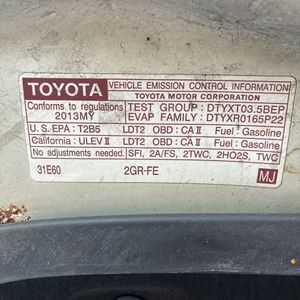 TOYOTA VEHICLE EMISSION CONTROL INFORMATION
TOYOTA MOTOR CORPORATION
Conforms to regulations TEST GROUP : DTYXT03.5BEP
2013MY EVAP FAMILY : DTYXR0165P22
U.S. EPA : T2B5 LDT2 OBD : CA II Fuel : Gasoline
California : ULEV II LDT2 OBD : CA II Fuel : Gasoline
No adjustments needed. SFI, 2A/FS, 2TWC, 2HO2S, TWC
31E60 2GR-FE MJ